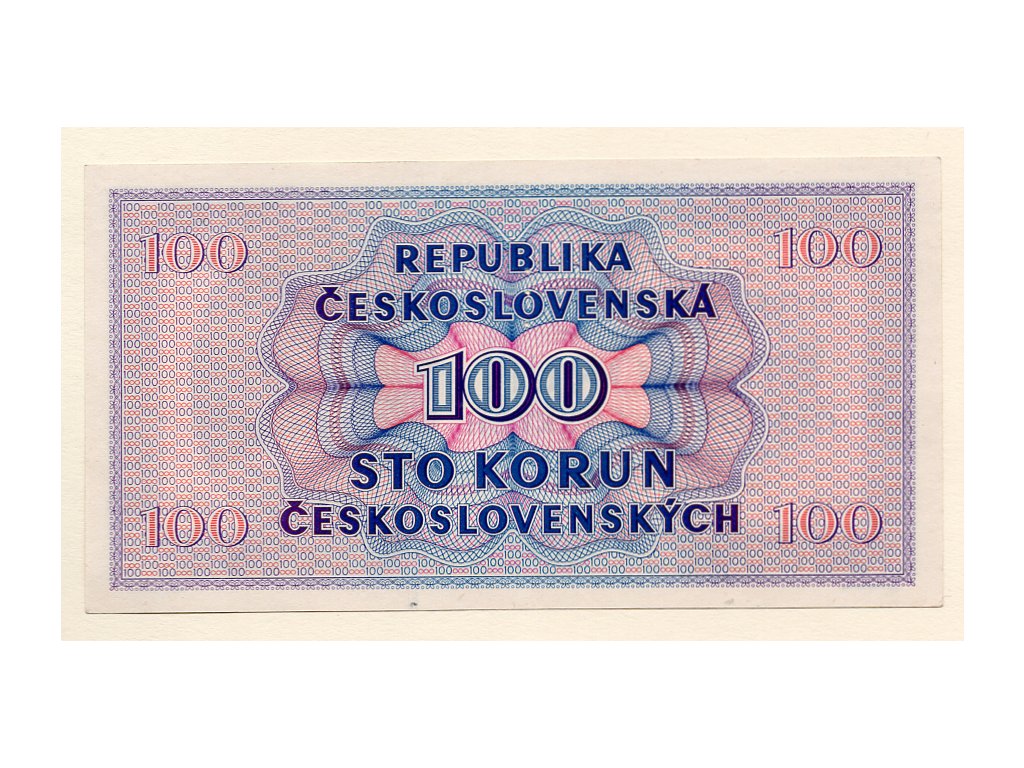 100 100
REPUBLIKA
ČESKOSLOVENSKÁ
100
STO KORUN
ČESKOSLOVENSKÝCH
100 100